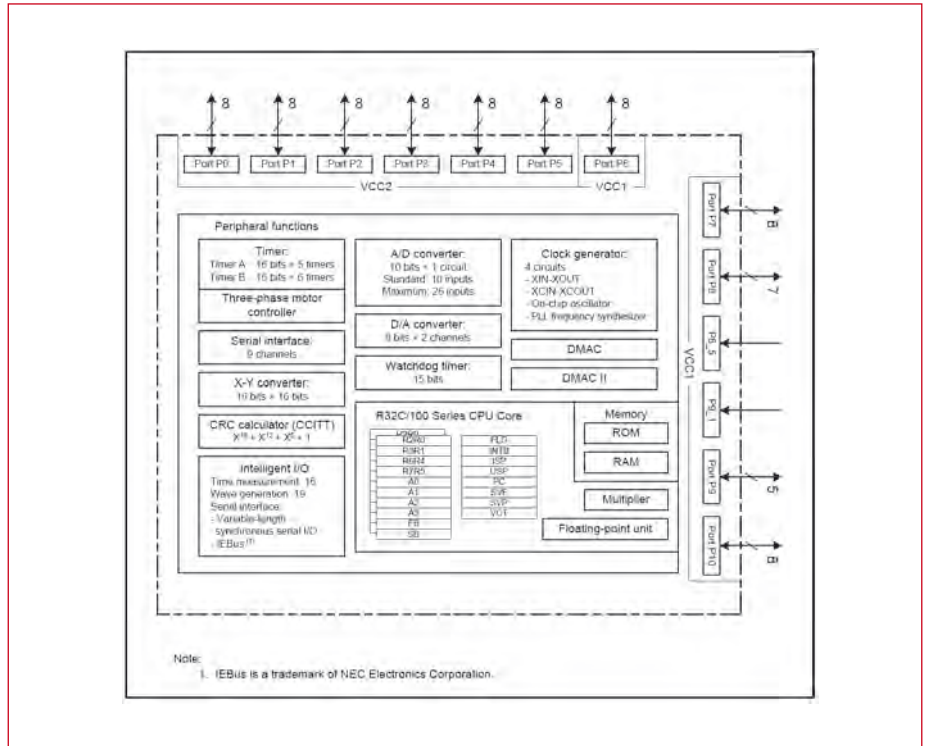 8 8 8 8 8 8 8
Port P0 Port P1 Port P2 Port P3 Port P4 Port P5 Port P6
VCC2 VCC1
Peripheral functions
Timer:
Timer A 16 bits × 5 timers
Timer B 16 bits × 6 timers
Three-phase motor
controller
Serial interface:
9 channels
X-Y converter:
16 bits × 16 bits
CRC calculator (CCITT)
X16 + X12 + X5 + 1
Intelligent I/O
Time measurement 16
Wave generation 19
Serial interface:
- Variable-length
synchronous serial I/O
- IEBus (1)
A/D converter:
10 bits × 1 circuit
Standard: 10 inputs
Maximum: 26 inputs
D/A converter:
8 bits × 2 channels
Watchdog timer:
15 bits
Clock generator:
4 circuits
- XIN-XOUT
- XCIN-XCOUT
- On-chip oscillator
- PLL frequency synthesizer
DMAC
DMAC II
R32C/100 Series CPU Core
R2R0
R3R1
R6R4
R7R5
A0
A1
A2
A3
FB
SB
FLG
INTB
ISP
USP
PC
SVF
SVP
VCT
Memory
ROM
RAM
Multiplier
Floating-point unit
VCC1
Port P7
8
Port P8
7
Port P9
5
Port P10
8
Note:
1. IEBus is a trademark of NEC Electronics Corporation.